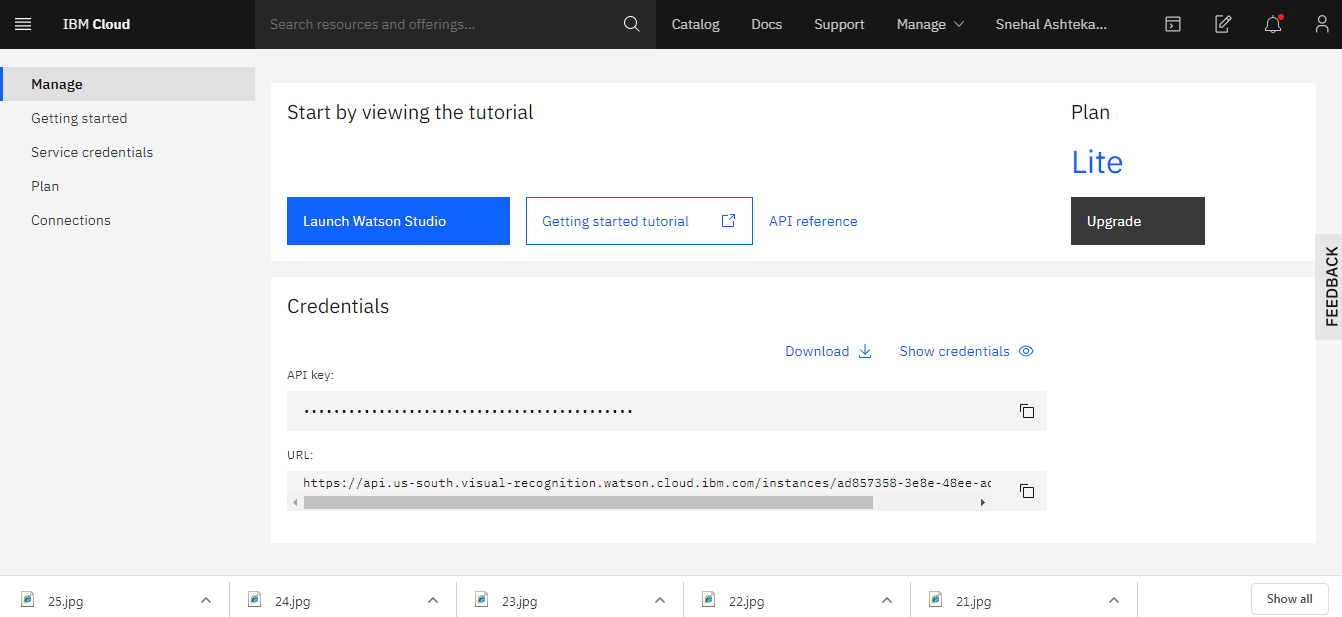 IBM Cloud
Search resources and offerings...
Catalog
Docs
Support
Manage
Snehal Ashteka...
Manage
Getting started
Service credentials
Plan
Connections
Start by viewing the tutorial
Launch Watson Studio
Getting started tutorial
API reference
Plan
Lite
Upgrade
FEEDBACK
Credentials
Download
Show credentials
API key:
••••••••••••••••••••••••••••••••••••••••••••
URL:
https://api.us-south.visual-recognition.watson.cloud.ibm.com/instances/ad857358-3e8e-48ee-ac
25.jpg
24.jpg
23.jpg
22.jpg
21.jpg
Show all